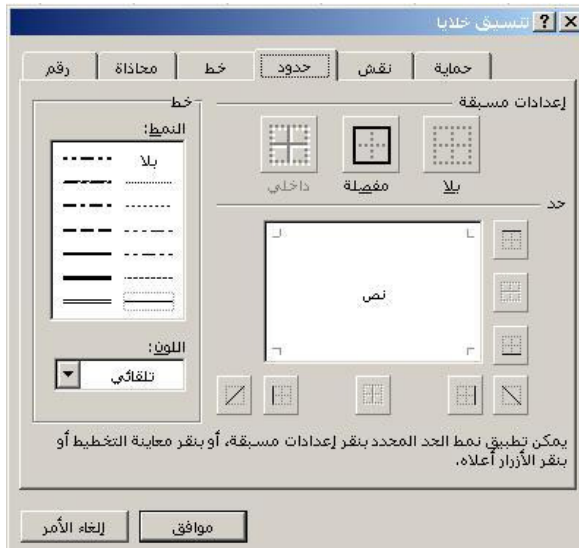 تنسيق خلايا
رقم محاذاة خط حدود نقش حماية
إعدادات مسبقة
بلا مفصلة داخلي
حد
نص
خط
النمط:
بلا
اللون:
تلقائي
يمكن تطبيق نمط الحد المحدد بنقر إعدادات مسبقة، أو بنقر معاينة التخطيط أو
بنقر الأزرار أعلاه.
موافق إلغاء الأمر